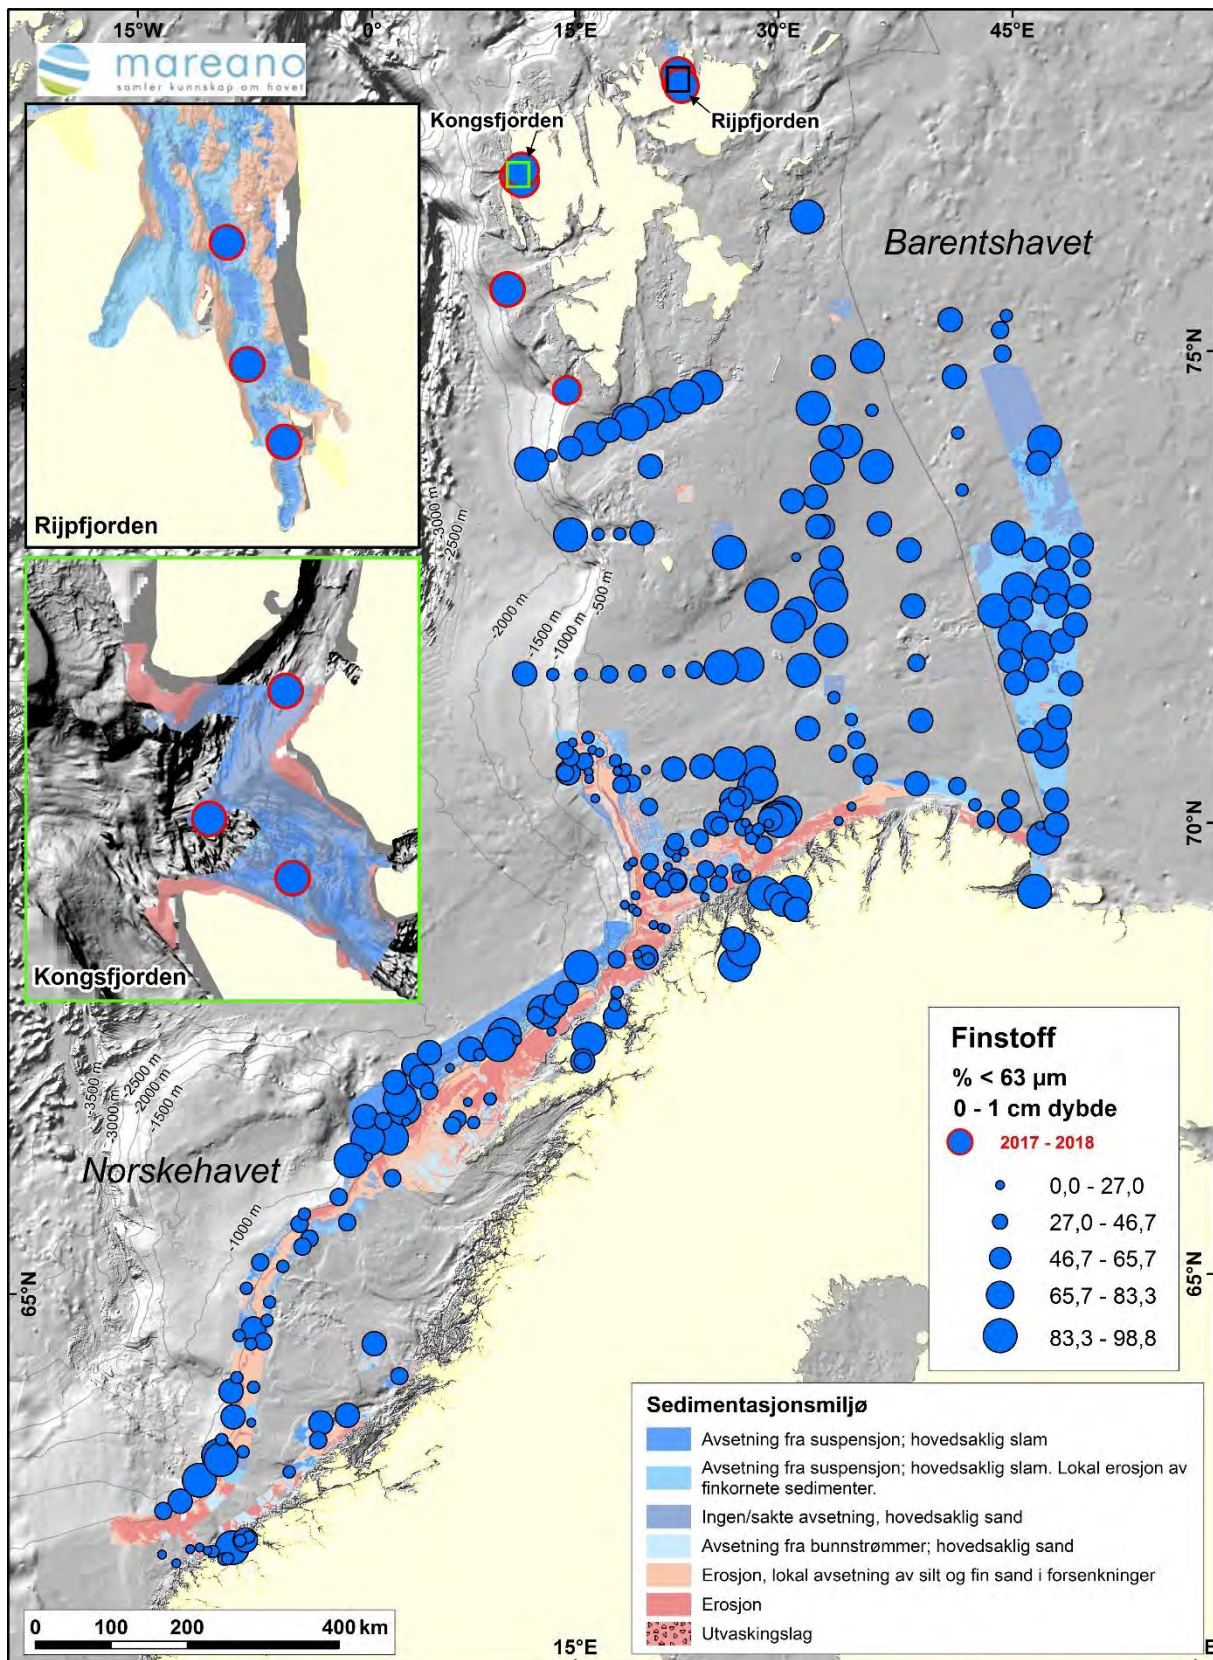 15°W 0° 15°E 30°E 45°E
mareano
samler kunnskap om havet
Kongsfjorden
Rijpfjorden
Barentshavet
75°N
Rijpfjorden
-3000 m
-2500 m
-2000 m
-1500 m
-1000 m
-500 m
70°N
Kongsfjorden
-3500 m
-3000 m
-2500 m
-2000 m
-1500 m
Norskehavet
-1000 m
65°N
65°N
Finstoff
% < 63 µm
0 - 1 cm dybde
2017 - 2018
0,0 - 27,0
27,0 - 46,7
46,7 - 65,7
65,7 - 83,3
83,3 - 98,8
Sedimentasjonsmiljø
Avsetning fra suspensjon; hovedsaklig slam
Avsetning fra suspensjon; hovedsaklig slam. Lokal erosjon av
finkornete sedimenter.
Ingen/sakte avsetning, hovedsaklig sand
Avsetning fra bunnstrømmer; hovedsaklig sand
Erosjon, lokal avsetning av silt og fin sand i forsenkninger
Erosjon
Utvaskingslag
0 100 200 400 km
15°E